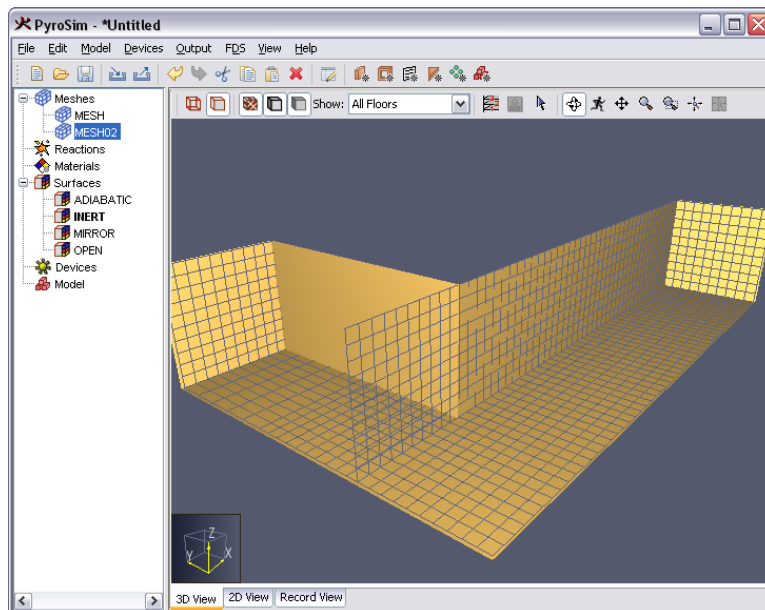 PyroSim - *Untitled
File Edit Model Devices Output FDS View Help
Show: All Floors
Meshes
MESH
MESH02
Reactions
Materials
Surfaces
ADIABATIC
INERT
MIRROR
OPEN
Devices
Model
Z
Y X
3D View 2D View Record View